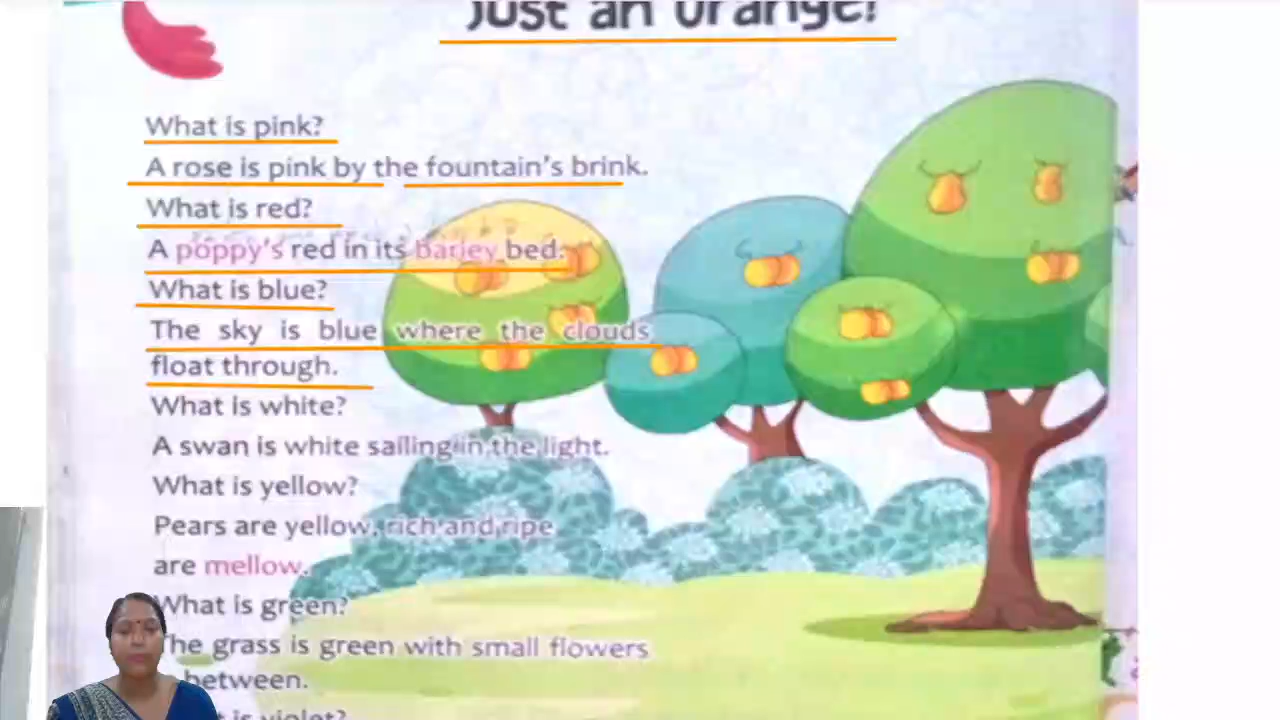 Just an Orange!
What is pink?
A rose is pink by the fountain's brink.
What is red?
A poppy's red in its barley bed.
What is blue?
The sky is blue where the clouds
float through.
What is white?
A swan is white sailing in the light.
What is yellow?
Pears are yellow, rich and ripe
are mellow.
What is green?
The grass is green with small flowers
between.
is violet?